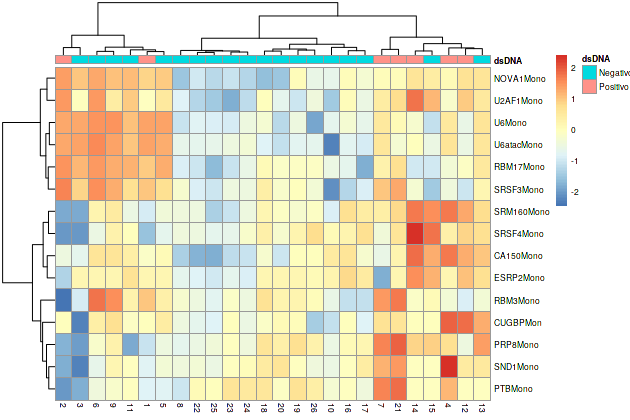 dsDNA
NOVA1Mono
U2AF1Mono
U6Mono
U6atacMono
RBM17Mono
SRSF3Mono
SRM160Mono
SRSF4Mono
CA150Mono
ESRP2Mono
RBM3Mono
CUGBPMono
PRP8Mono
SND1Mono
PTBMono
2 3 6 9 11 1 5 8 22 25 23 24 18 20 19 26 10 16 17 7 21 14 15 4 12 13
2
1
0
-1
-2
dsDNA
Negativo
Positivo